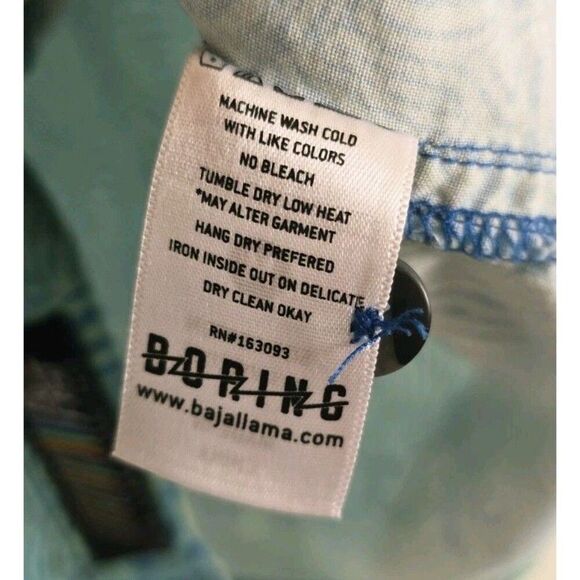 MACHINE WASH COLD
WITH LIKE COLORS
NO BLEACH
TUMBLE DRY LOW HEAT
*MAY ALTER GARMENT
HANG DRY PREFERED
IRON INSIDE OUT ON DELICATE
DRY CLEAN OKAY
RN#163093
BORING
www.bajallama.com